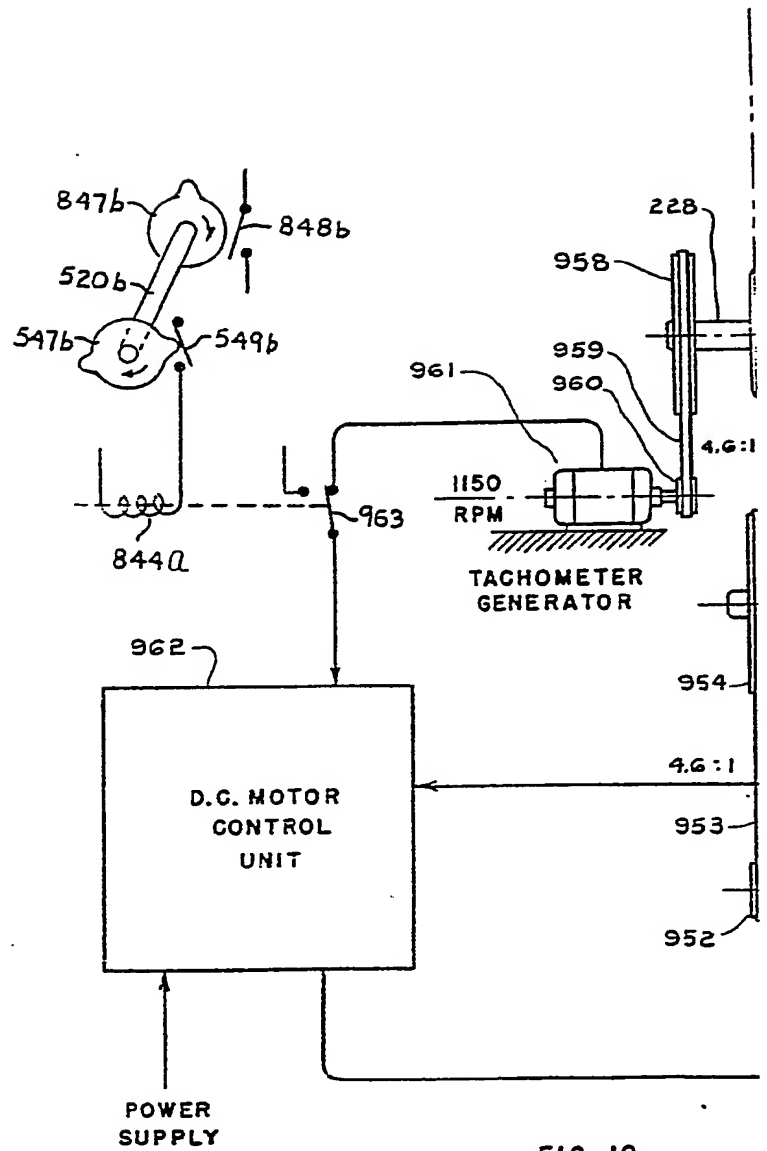 847b
848b
520b
547b
549b
844a
963
228
958
959
960
961
4.6:1
1150
RPM
TACHOMETER
GENERATOR
962
954
4.6:1
953
952
D.C. MOTOR
CONTROL
UNIT
POWER
SUPPLY